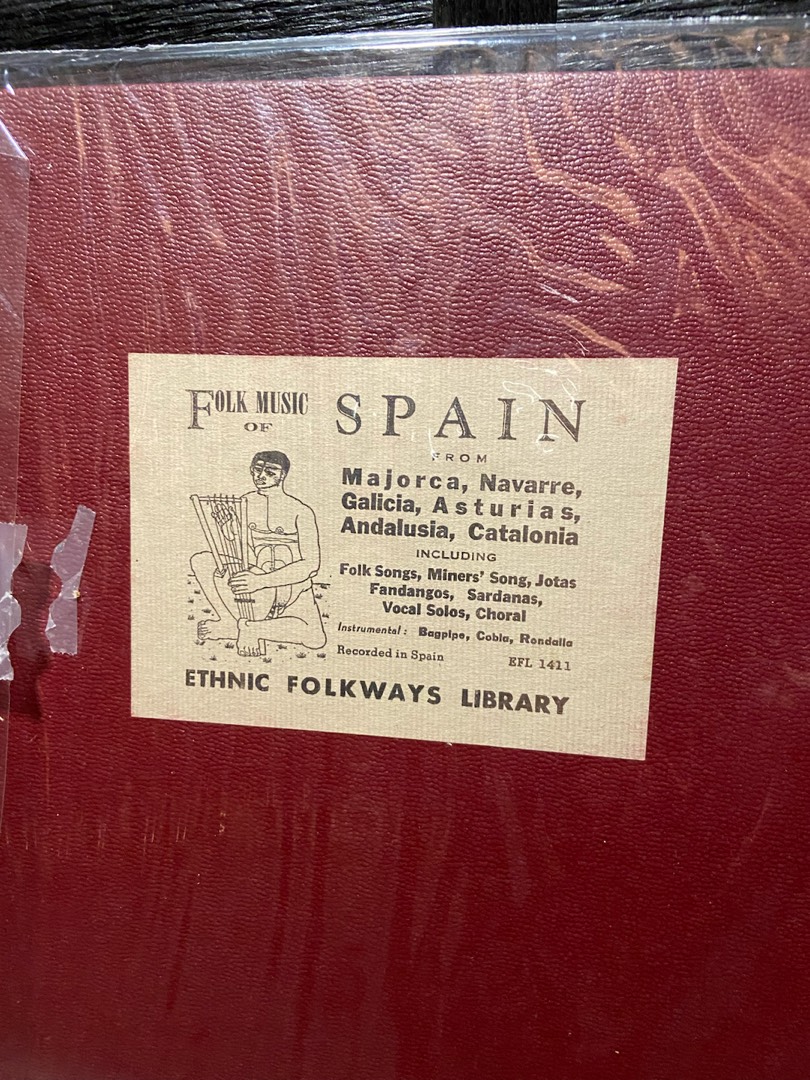 FOLK MUSIC
OF
SPAIN
FROM
Majorca, Navarre,
Galicia, Asturias,
Andalusia, Catalonia
INCLUDING
Folk Songs, Miners' Song, Jotas
Fandangos, Sardanas,
Vocal Solos, Choral
Instrumental: Bagpipe, Cobla, Rondalla
Recorded in Spain EFL 1411
ETHNIC FOLKWAYS LIBRARY